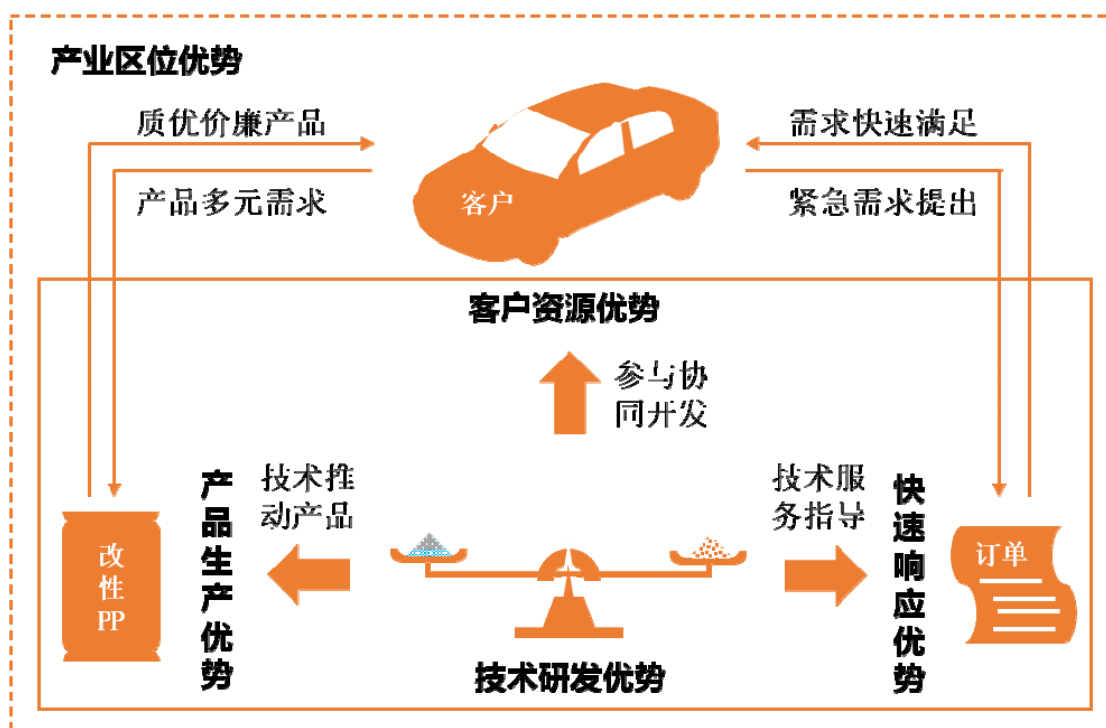 产业区位优势
质优价廉产品
需求快速满足
产品多元需求
紧急需求提出
客户
客户资源优势
参与协
同开发
技术推
动产品
技术服
务指导
产品生产优势
快速响应优势
改
性
PP
订单
技术研发优势